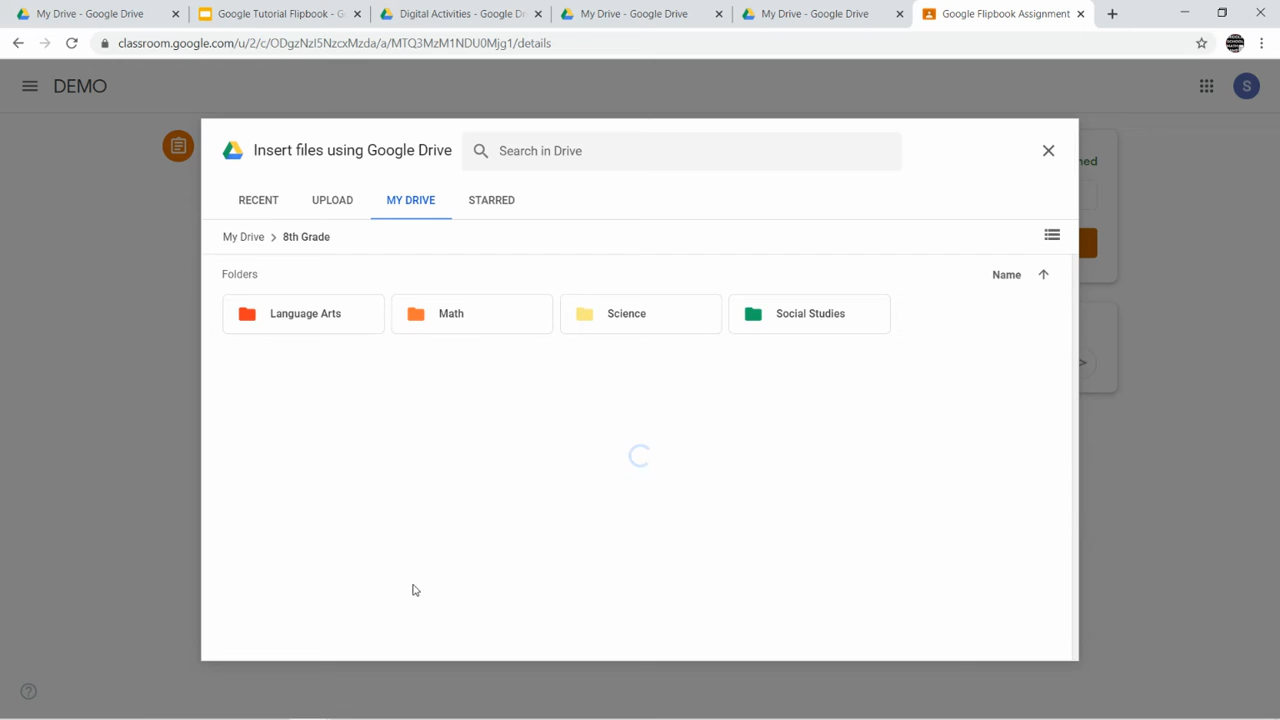 My Drive - Google Drive
Google Tutorial Flipbook - G
Digital Activities - Google Dr
My Drive - Google Drive
My Drive - Google Drive
Google Flipbook Assignment
classroom.google.com/u/2/c/ODgzNzI5NzcxMzda/a/MTQ3MzM1NDU0Mjg1/details
DEMO
S
Insert files using Google Drive
Search in Drive
ned
RECENT
UPLOAD
MY DRIVE
STARRED
My Drive > 8th Grade
Folders
Name
Language Arts
Math
Science
Social Studies